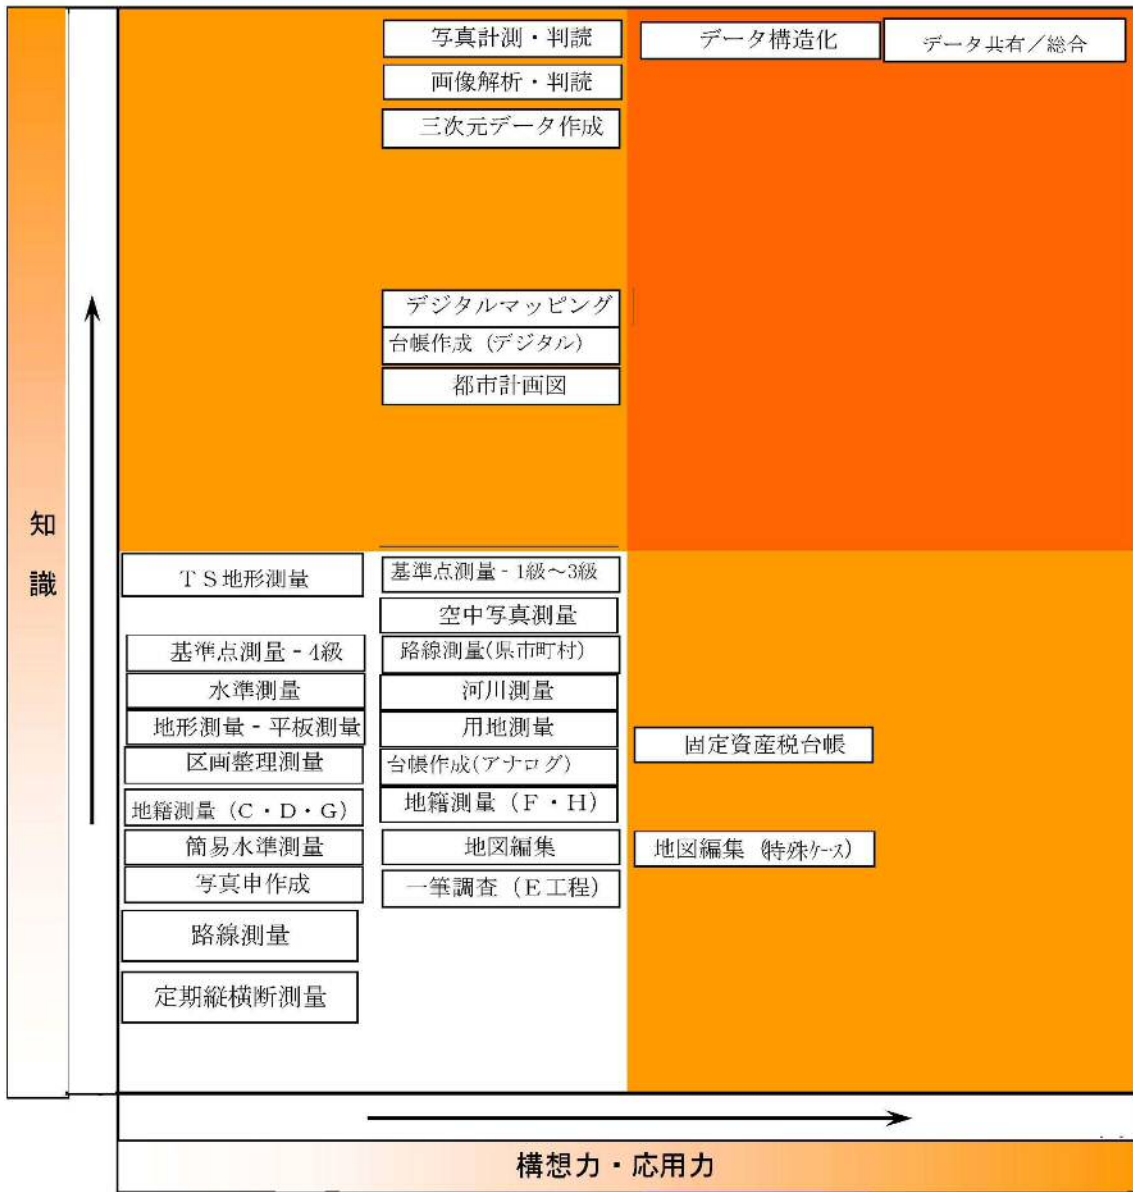 写真計測・判読
データ構造化
データ共有/総合
画像解析・判読
三次元データ作成
デジタルマッピング
台帳作成（デジタル）
都市計画図
知
識
ＴＳ地形測量
基準点測量‐1級～3級
空中写真測量
基準点測量‐4級
路線測量(県市町村)
水準測量
河川測量
地形測量‐平板測量
用地測量
固定資産税台帳
区画整理測量
台帳作成(アナログ)
地籍測量（C・D・G）
地籍測量（F・H）
簡易水準測量
地図編集
地図編集（特殊ケース）
写真申作成
一筆調査（E工程）
路線測量
定期縦横断測量
構想力・応用力